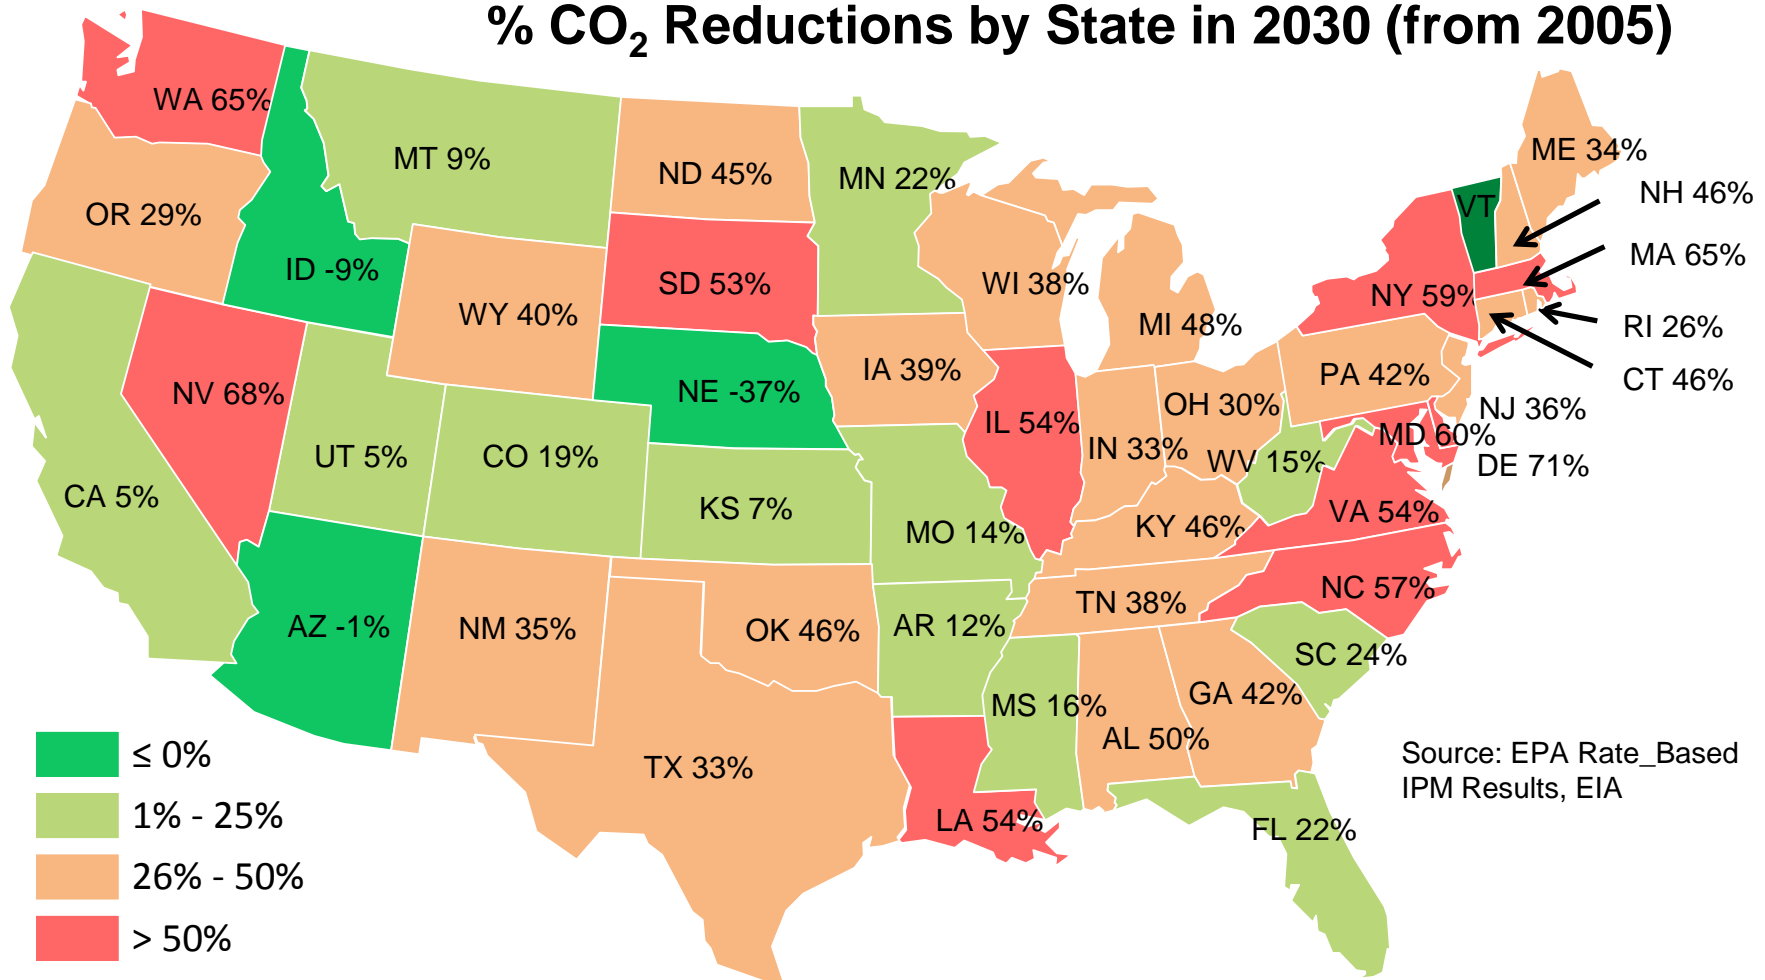 % CO₂ Reductions by State in 2030 (from 2005)
WA 65%
MT 9%
ND 45%
MN 22%
ME 34%
NH 46%
VT
OR 29%
ID -9%
MA 65%
WY 40%
SD 53%
WI 38%
NY 59%
MI 48%
RI 26%
IA 39%
PA 42%
CT 46%
NV 68%
NE -37%
OH 30%
NJ 36%
IL 54%
MD 60%
IN 33%
UT 5%
CO 19%
WV 15%
DE 71%
CA 5%
KS 7%
VA 54%
MO 14%
KY 46%
NC 57%
TN 38%
AZ -1%
NM 35%
OK 46%
AR 12%
SC 24%
GA 42%
MS 16%
AL 50%
TX 33%
LA 54%
FL 22%
≤ 0%
1% - 25%
26% - 50%
> 50%
Source: EPA Rate_Based
IPM Results, EIA